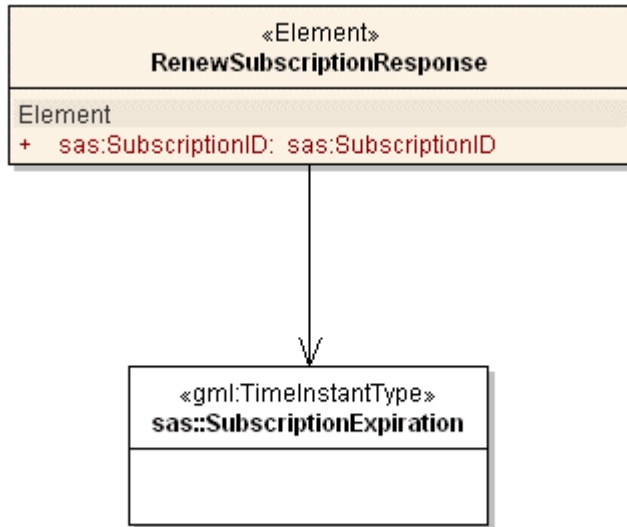 «Element»
RenewSubscriptionResponse
Element
+ sas:SubscriptionID: sas:SubscriptionID
«gml:TimeInstantType»
sas::SubscriptionExpiration